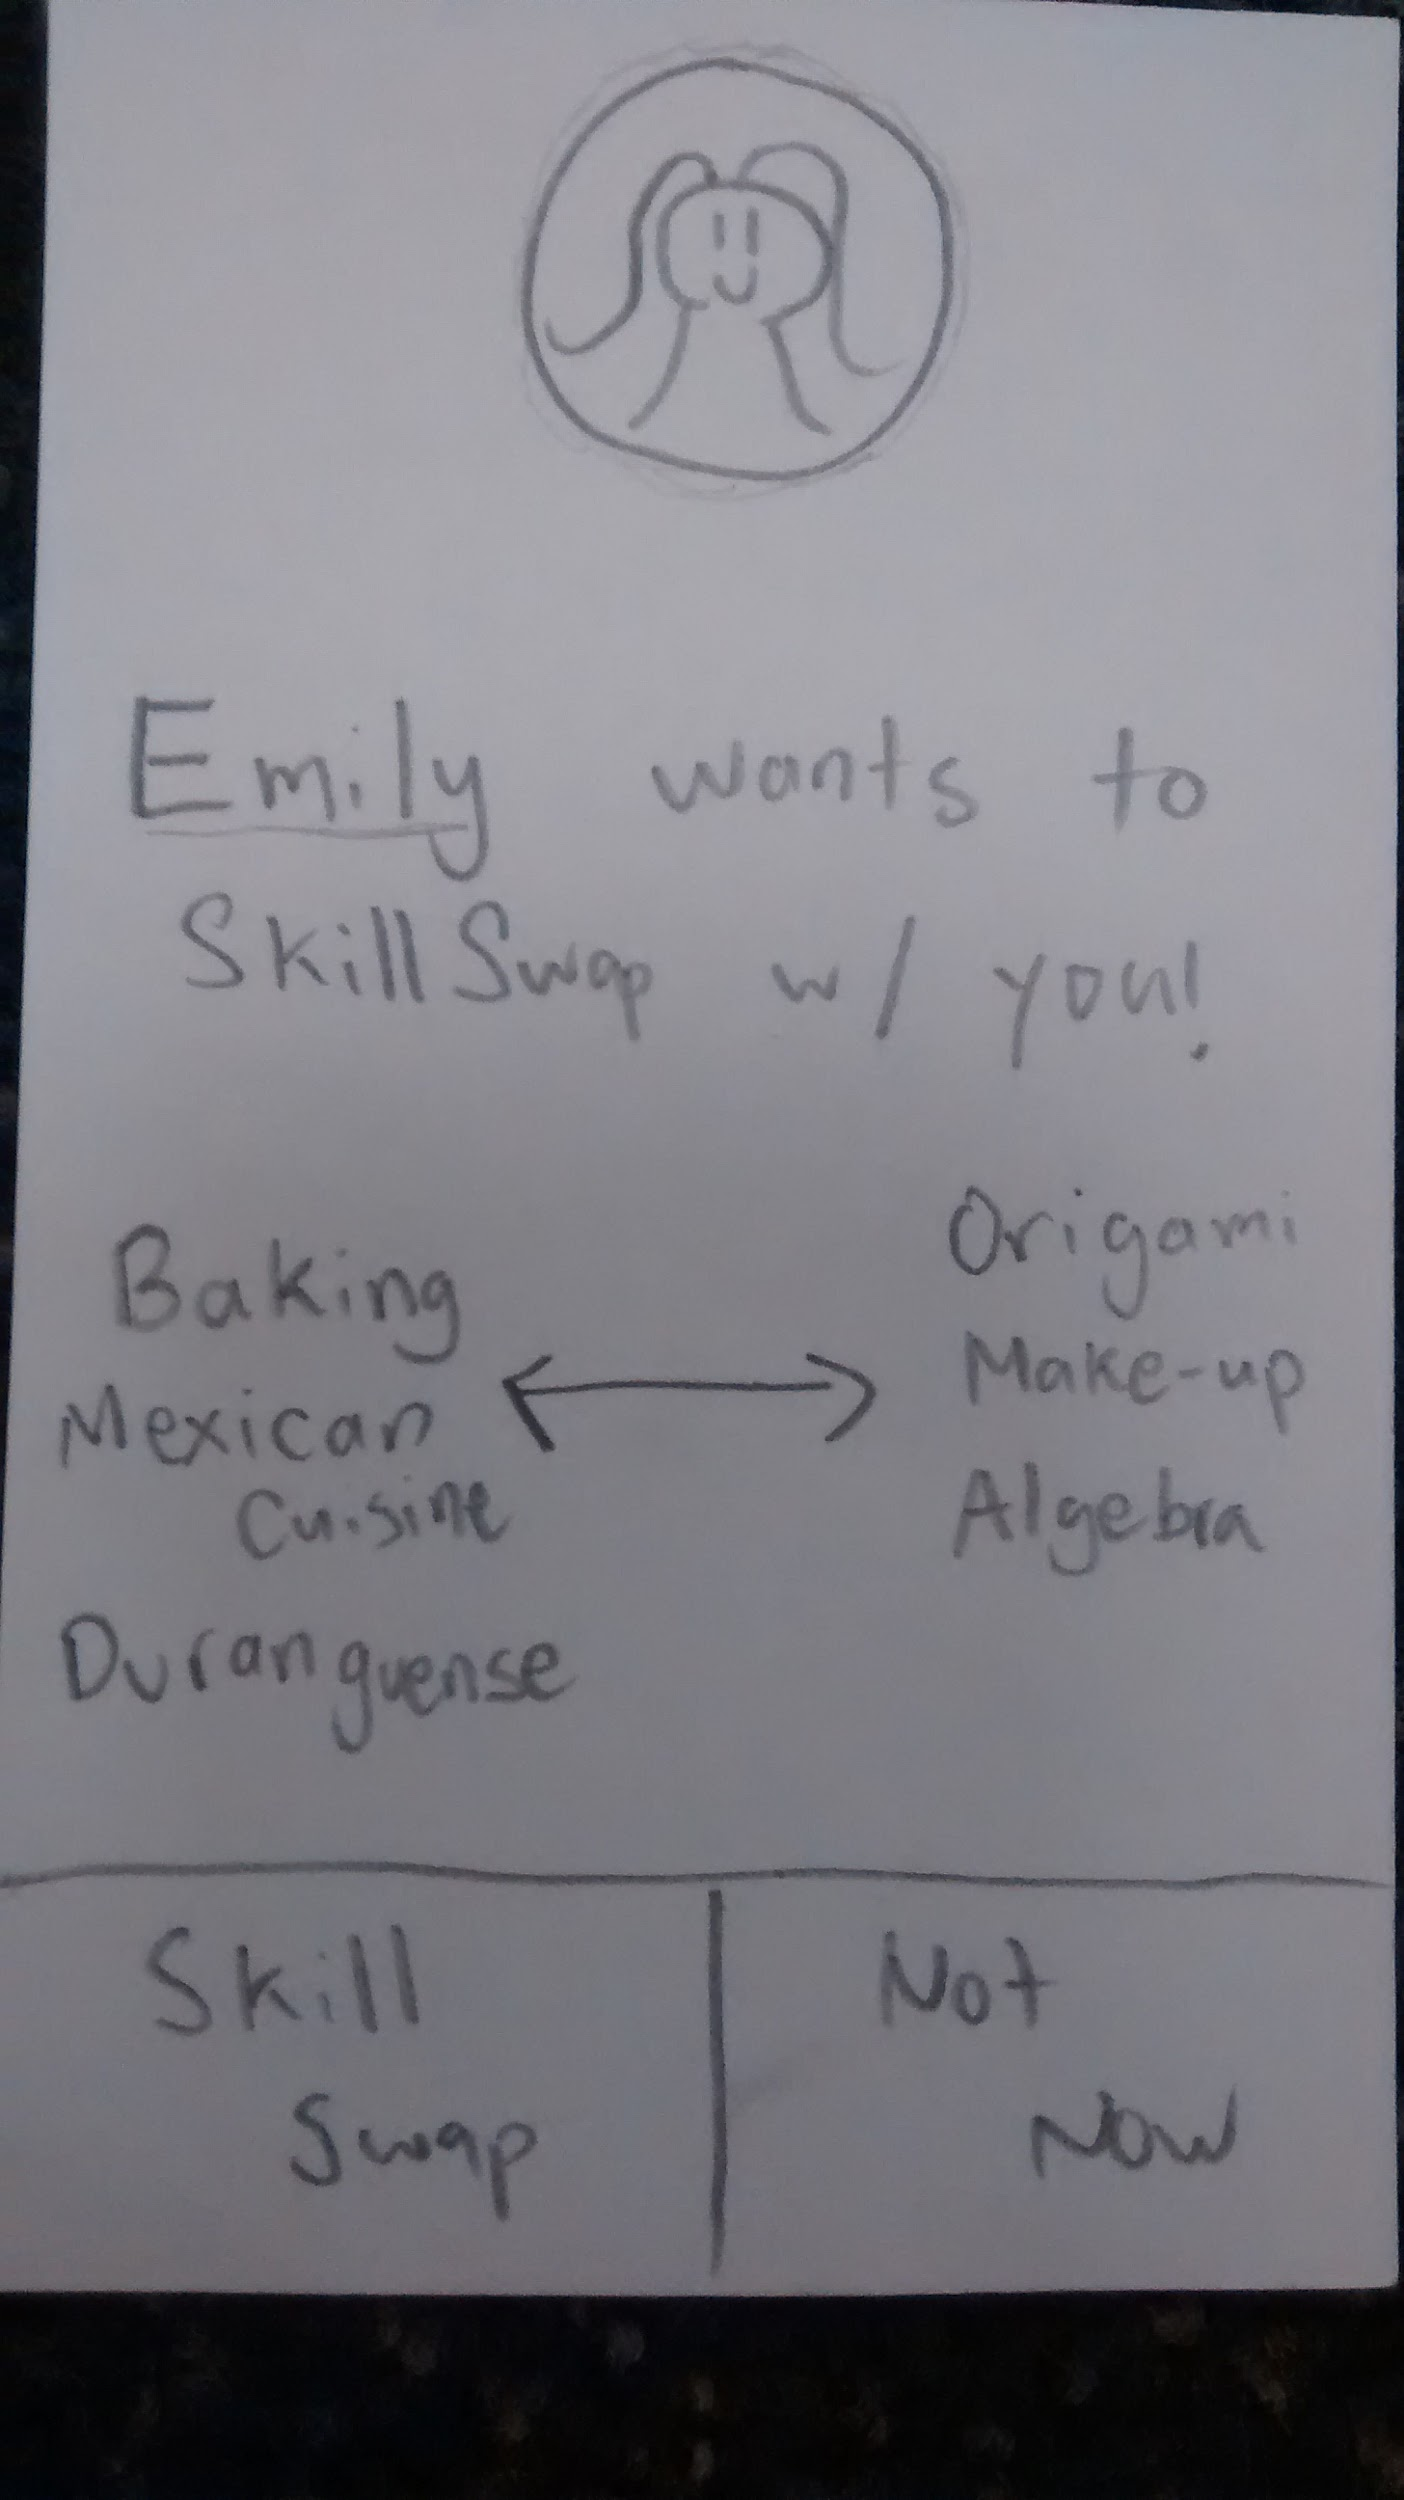 Emily wants to
SkillSwap w/ you!
Baking
Mexican
Cuisine
Duranguense
Origami
Make-up
Algebra
Skill
Swap
Not
Now